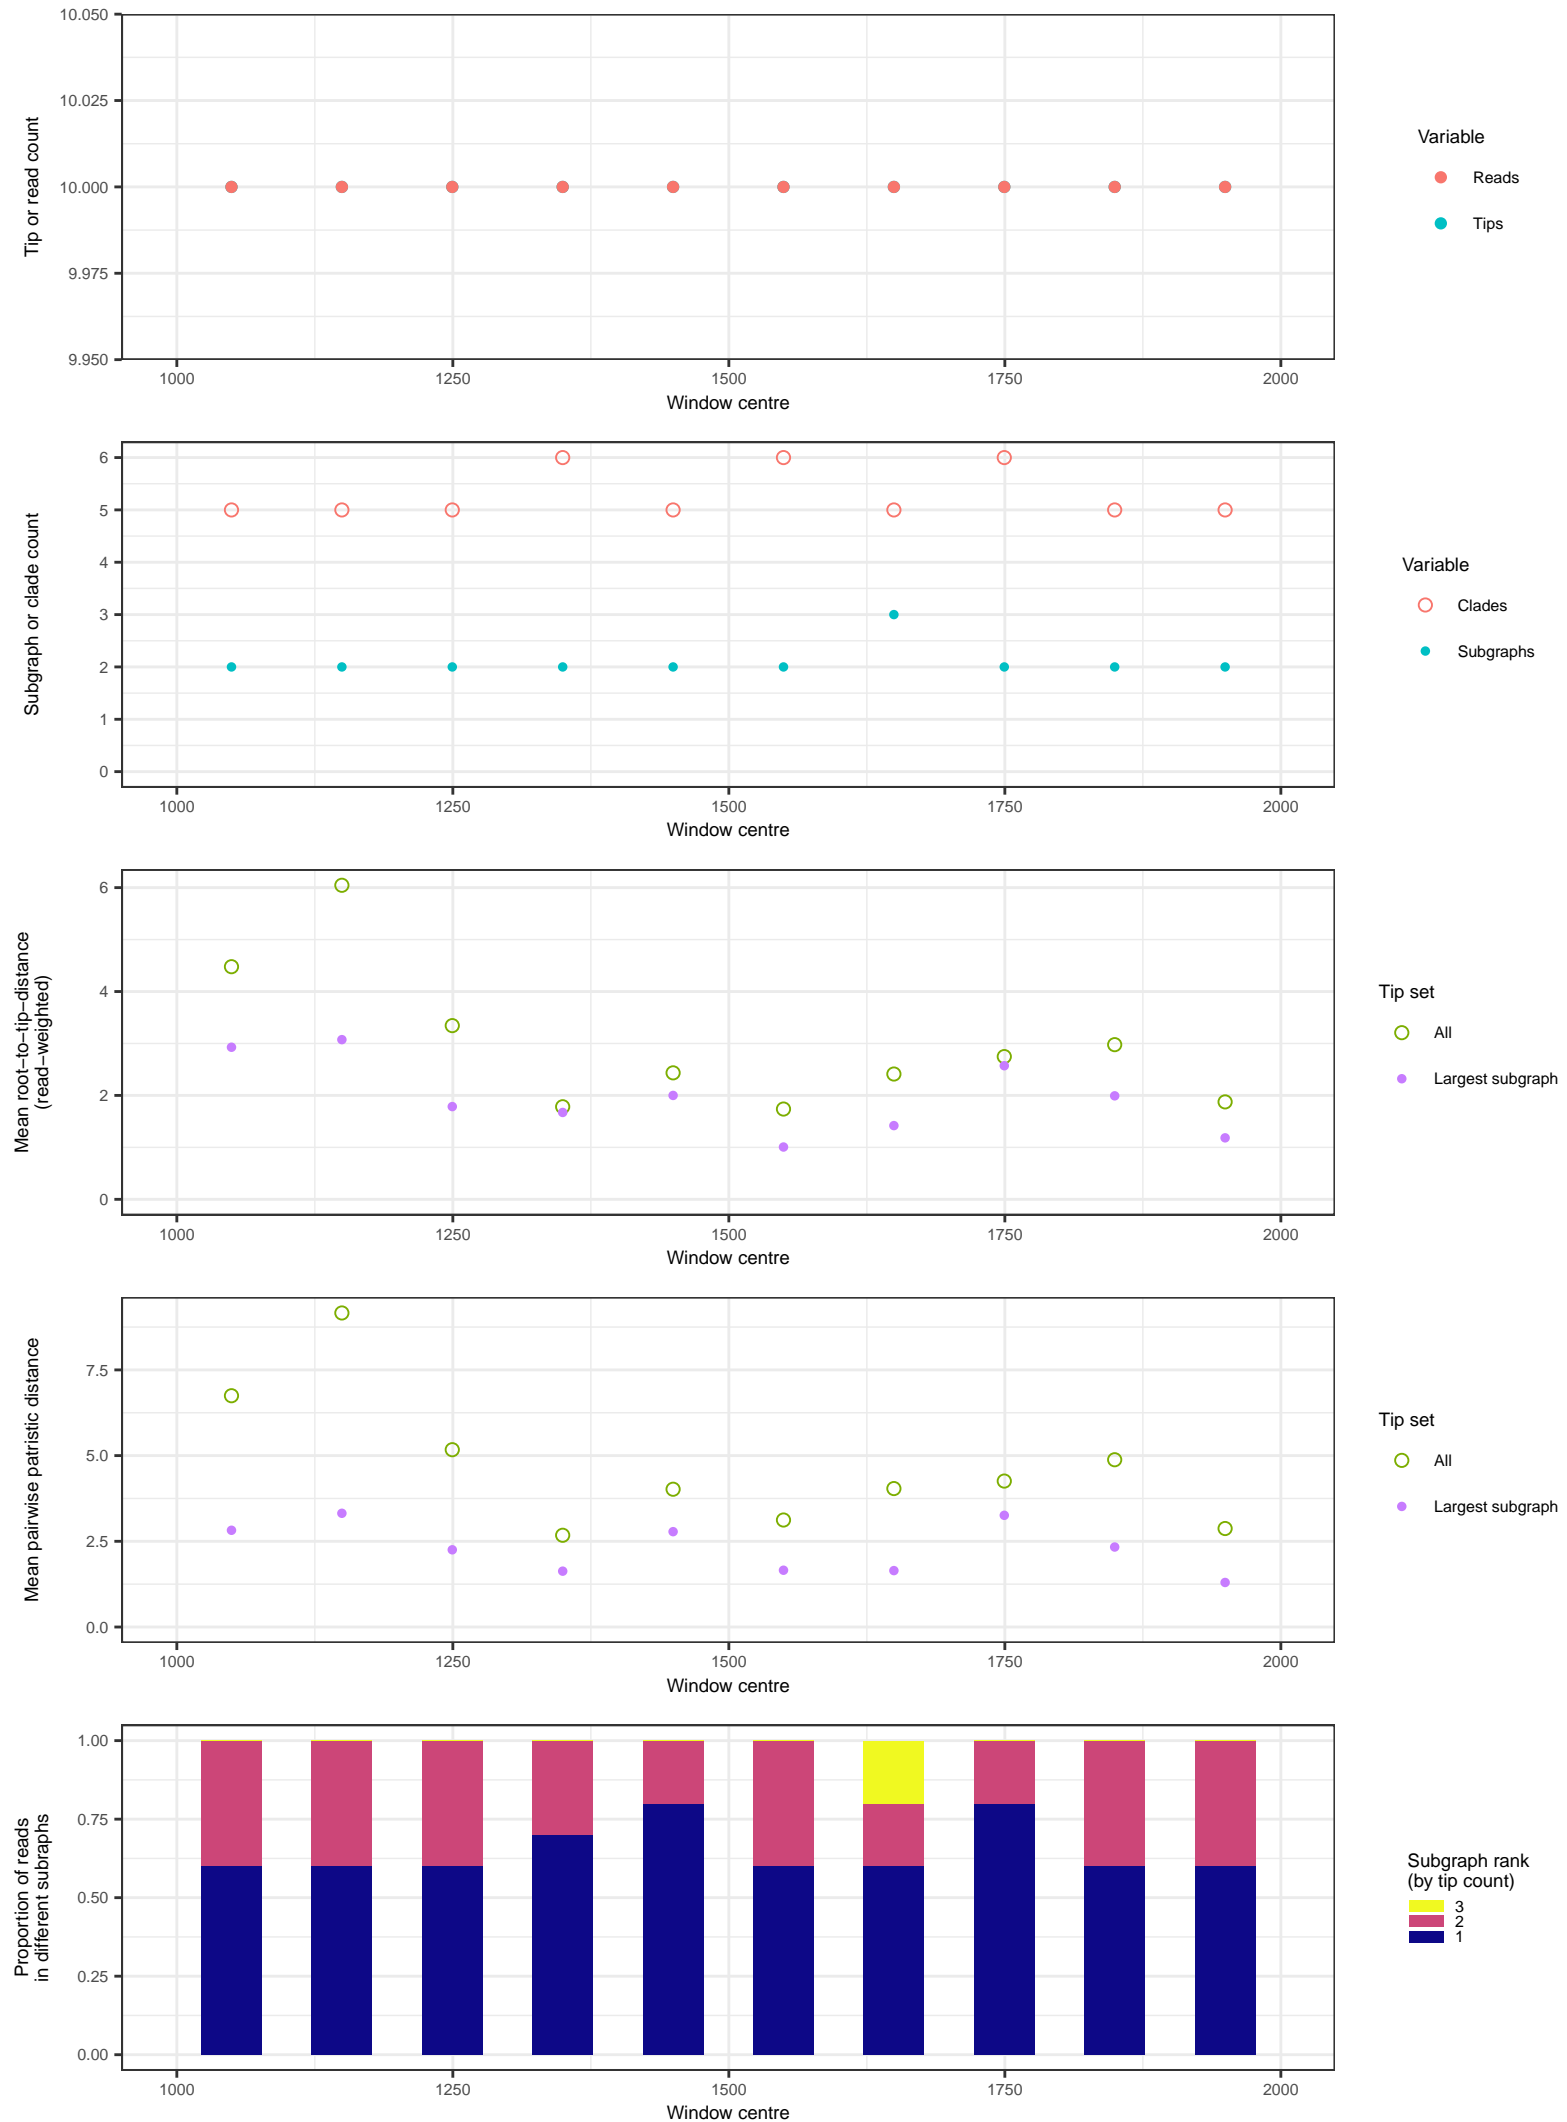 10.050
10.025
10.000
9.975
9.950
Tip or read count
1000 1250 1500 1750 2000
Window centre
Variable
Reads
Tips
6
5
4
3
2
1
0
Subgraph or clade count
1000 1250 1500 1750 2000
Window centre
Variable
Clades
Subgraphs
6
4
2
0
Mean root−to−tip−distance
(read−weighted)
1000 1250 1500 1750 2000
Window centre
Tip set
All
Largest subgraph
7.5
5.0
2.5
0.0
Mean pairwise patristic distance
1000 1250 1500 1750 2000
Window centre
Tip set
All
Largest subgraph
1.00
0.75
0.50
0.25
0.00
Proportion of reads
in different subraphs
1000 1250 1500 1750 2000
Window centre
Subgraph rank
(by tip count)
3
2
1